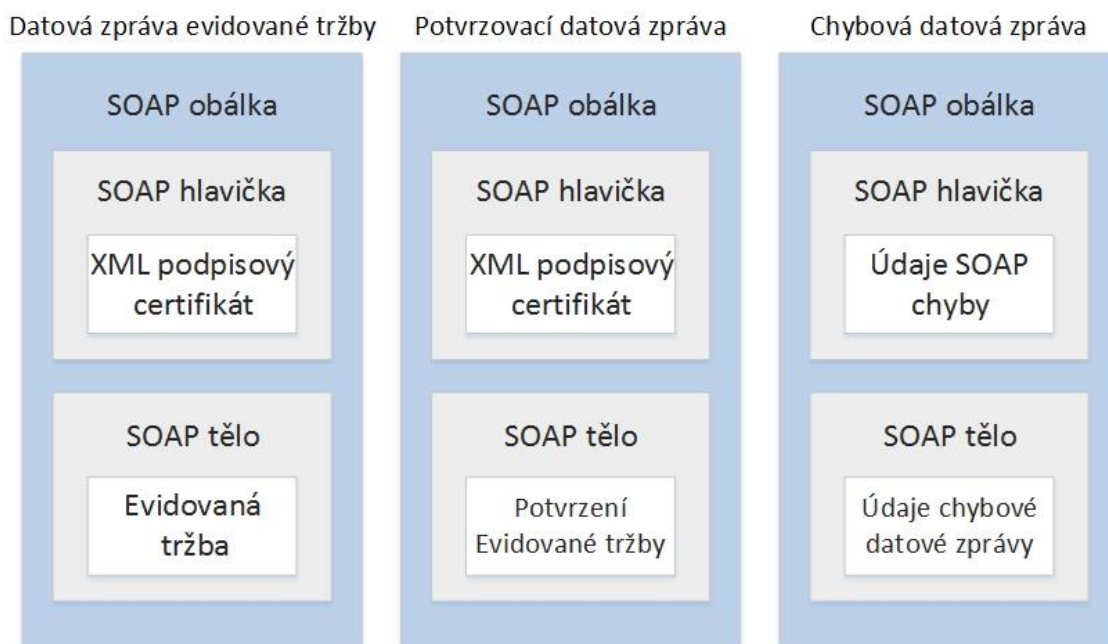 Datová zpráva evidované tržby
SOAP obálka
SOAP hlavička
XML podpisový
certifikát
SOAP tělo
Evidovaná
tržba
Potvrzovací datová zpráva
SOAP obálka
SOAP hlavička
XML podpisový
certifikát
SOAP tělo
Potvrzení
Evidované tržby
Chybová datová zpráva
SOAP obálka
SOAP hlavička
Údaje SOAP
chyby
SOAP tělo
Údaje chybové
datové zprávy